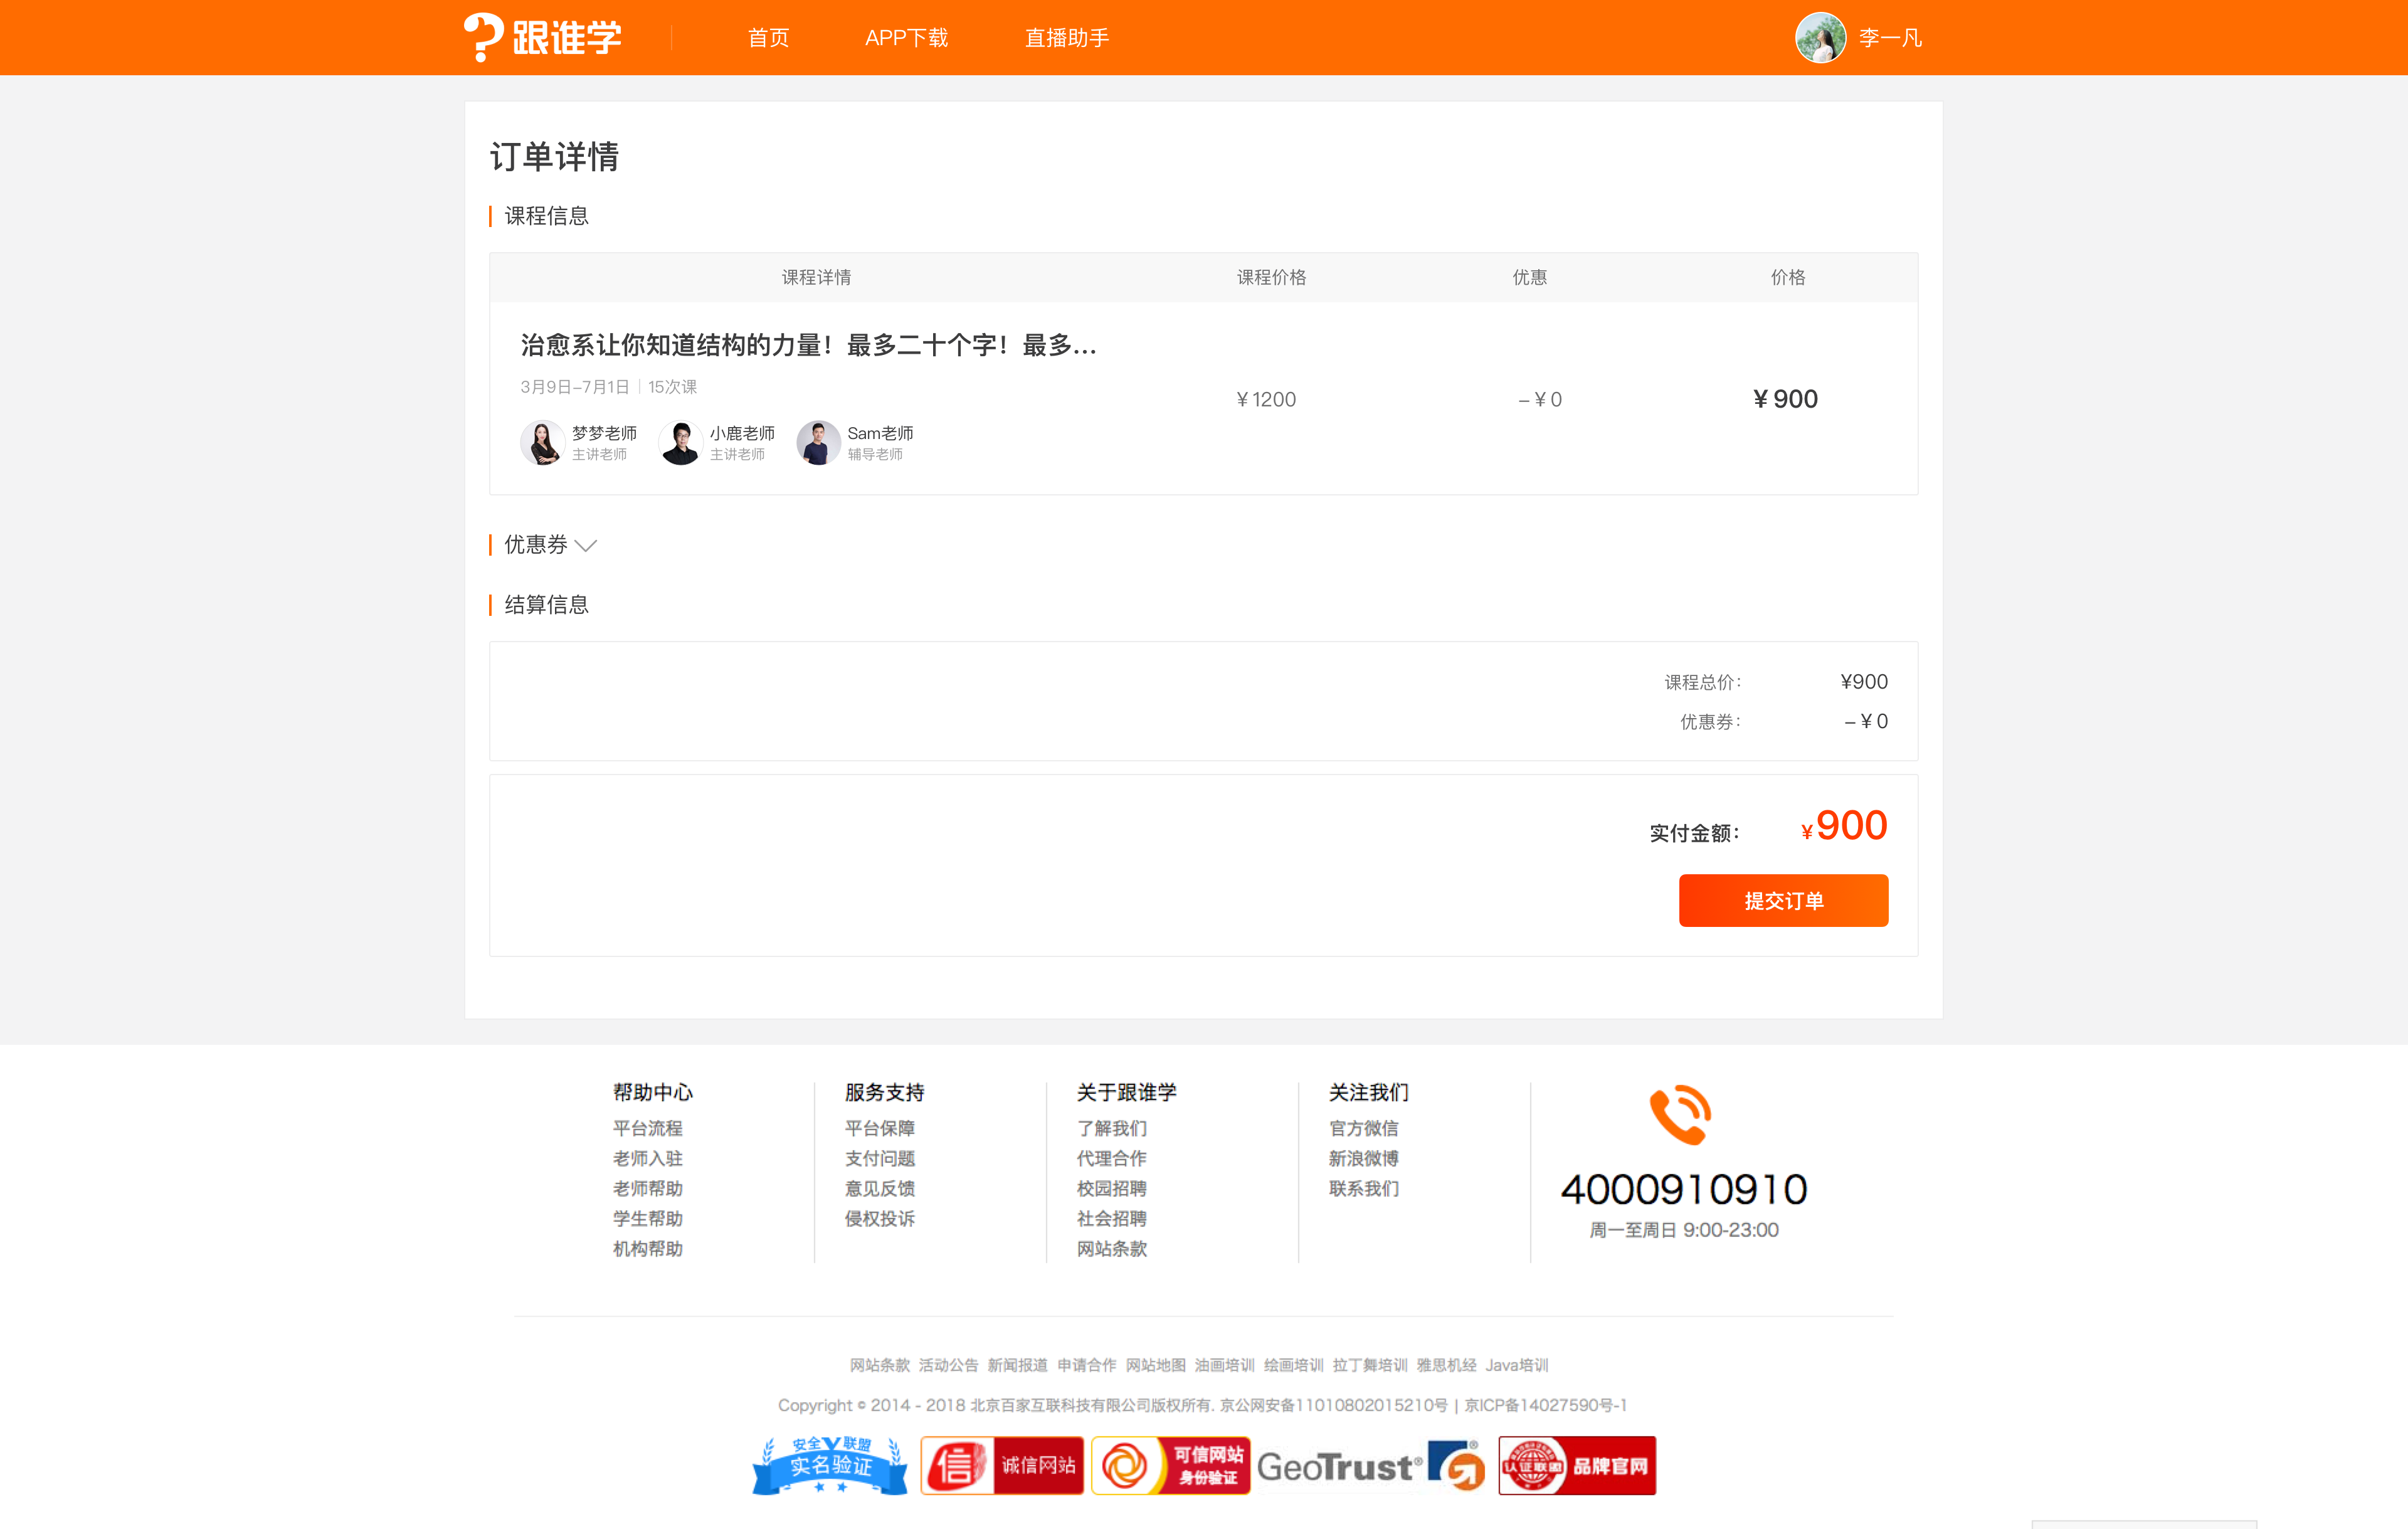 跟谁学 首页 APP下载 直播助手 李一凡
订单详情
课程信息
课程详情 课程价格 优惠 价格
治愈系让你知道结构的力量！最多二十个字！最多...
3月9日-7月1日 15次课
¥1200 -¥0 ¥900
梦梦老师 小鹿老师 Sam老师
主讲老师 主讲老师 辅导老师
优惠券
结算信息
课程总价： ¥900
优惠券： -¥0
实付金额： ¥900
提交订单
帮助中心 服务支持 关于跟谁学 关注我们
平台流程 平台保障 了解我们 官方微信
老师入驻 支付问题 代理合作 新浪微博
老师帮助 意见反馈 校园招聘 联系我们 4000910910
学生帮助 侵权投诉 社会招聘 周一至周日 9:00-23:00
机构帮助 网站条款
网站条款 活动公告 新闻报道 申请合作 网站地图 油画培训 绘画培训 拉丁舞培训 雅思机经 Java培训
Copyright © 2014 - 2018 北京百家互联科技有限公司版权所有. 京公网安备11010802015210号 | 京ICP备14027590号-1
安全联盟 实名验证 信 诚信网站 可信网站 身份验证 GeoTrust® 认证联盟 品牌官网